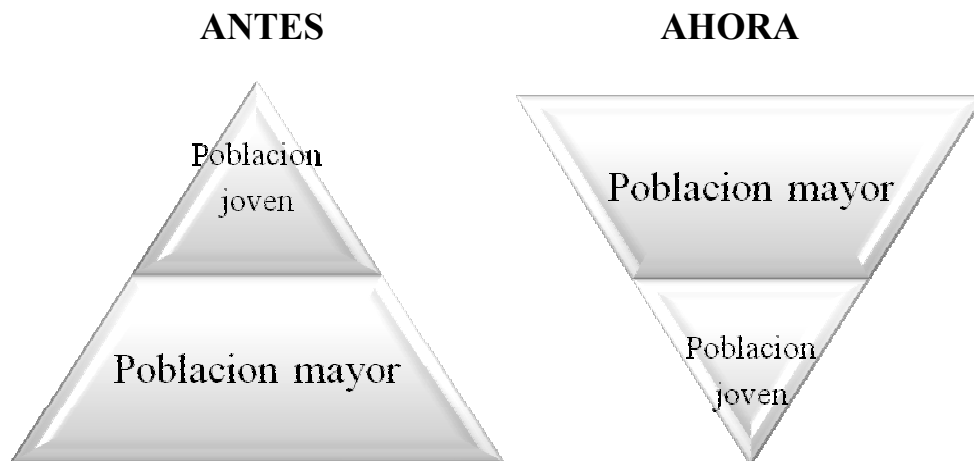 ANTES
Poblacion
joven
Poblacion mayor
AHORA
Poblacion mayor
Poblacion
joven